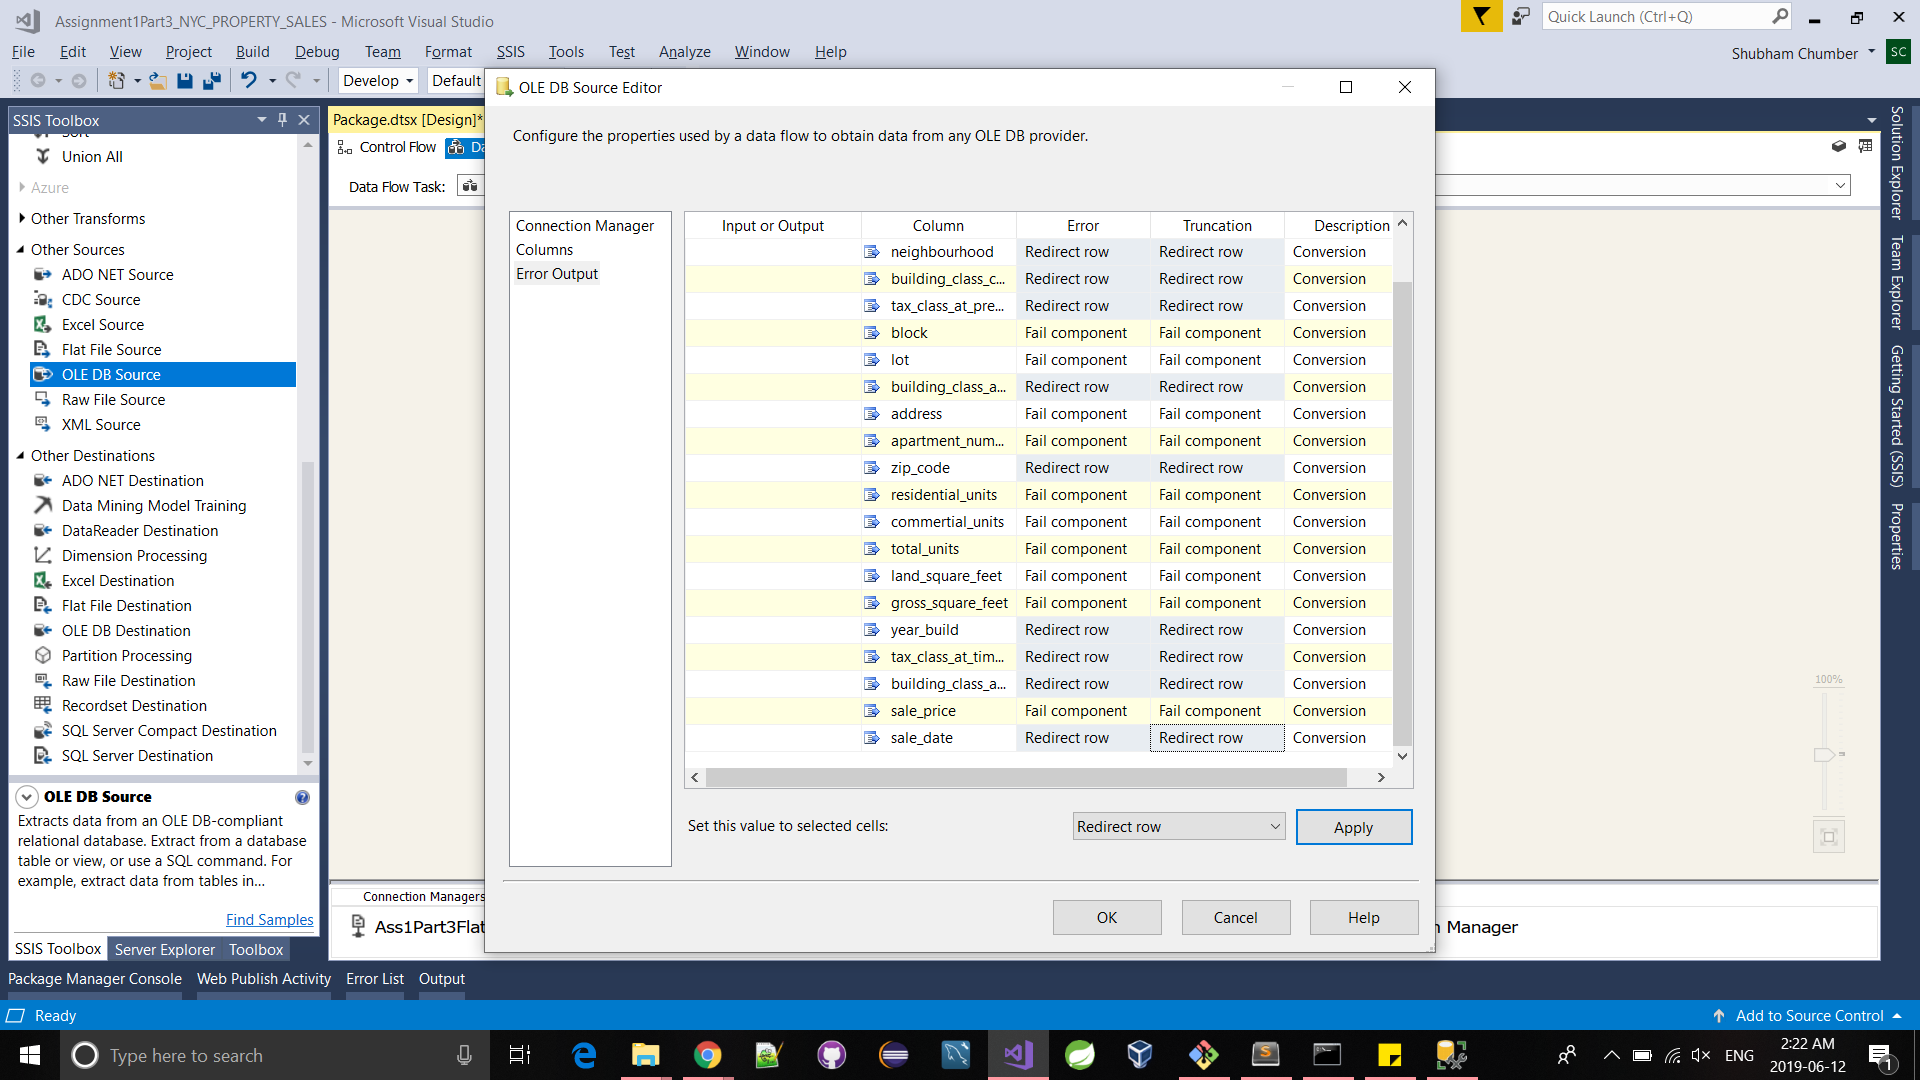 Assignment1Part3_NYC_PROPERTY_SALES - Microsoft Visual Studio
Quick Launch (Ctrl+Q)
File Edit View Project Build Debug Team Format SSIS Tools Test Analyze Window Help
Shubham Chumber
SC
Develop
Default
SSIS Toolbox
Union All
Azure
Other Transforms
Other Sources
ADO NET Source
CDC Source
Excel Source
Flat File Source
OLE DB Source
Raw File Source
XML Source
Other Destinations
ADO NET Destination
Data Mining Model Training
DataReader Destination
Dimension Processing
Excel Destination
Flat File Destination
OLE DB Destination
Partition Processing
Raw File Destination
Recordset Destination
SQL Server Compact Destination
SQL Server Destination
OLE DB Source
Extracts data from an OLE DB-compliant
relational database. Extract from a database
table or view, or use a SQL command. For
example, extract data from tables in...
Find Samples
SSIS Toolbox Server Explorer Toolbox
Package.dtsx [Design]*
Control Flow
Data Flow Task:
Connection Managers
Ass1Part3Flat
Manager
OLE DB Source Editor
Configure the properties used by a data flow to obtain data from any OLE DB provider.
Connection Manager
Columns
Error Output
Input or Output Column Error Truncation Description
neighbourhood Redirect row Redirect row Conversion
building_class_c... Redirect row Redirect row Conversion
tax_class_at_pre... Redirect row Redirect row Conversion
block Fail component Fail component Conversion
lot Fail component Fail component Conversion
building_class_a... Redirect row Redirect row Conversion
address Fail component Fail component Conversion
apartment_num... Fail component Fail component Conversion
zip_code Redirect row Redirect row Conversion
residential_units Fail component Fail component Conversion
commertial_units Fail component Fail component Conversion
total_units Fail component Fail component Conversion
land_square_feet Fail component Fail component Conversion
gross_square_feet Fail component Fail component Conversion
year_build Redirect row Redirect row Conversion
tax_class_at_tim... Redirect row Redirect row Conversion
building_class_a... Redirect row Redirect row Conversion
sale_price Fail component Fail component Conversion
sale_date Redirect row Redirect row Conversion
Set this value to selected cells:
Redirect row
Apply
OK
Cancel
Help
100%
Solution Explorer
Team Explorer
Getting Started (SSIS)
Properties
Package Manager Console Web Publish Activity Error List Output
Ready
Add to Source Control
Type here to search
ENG
2:22 AM
2019-06-12
1